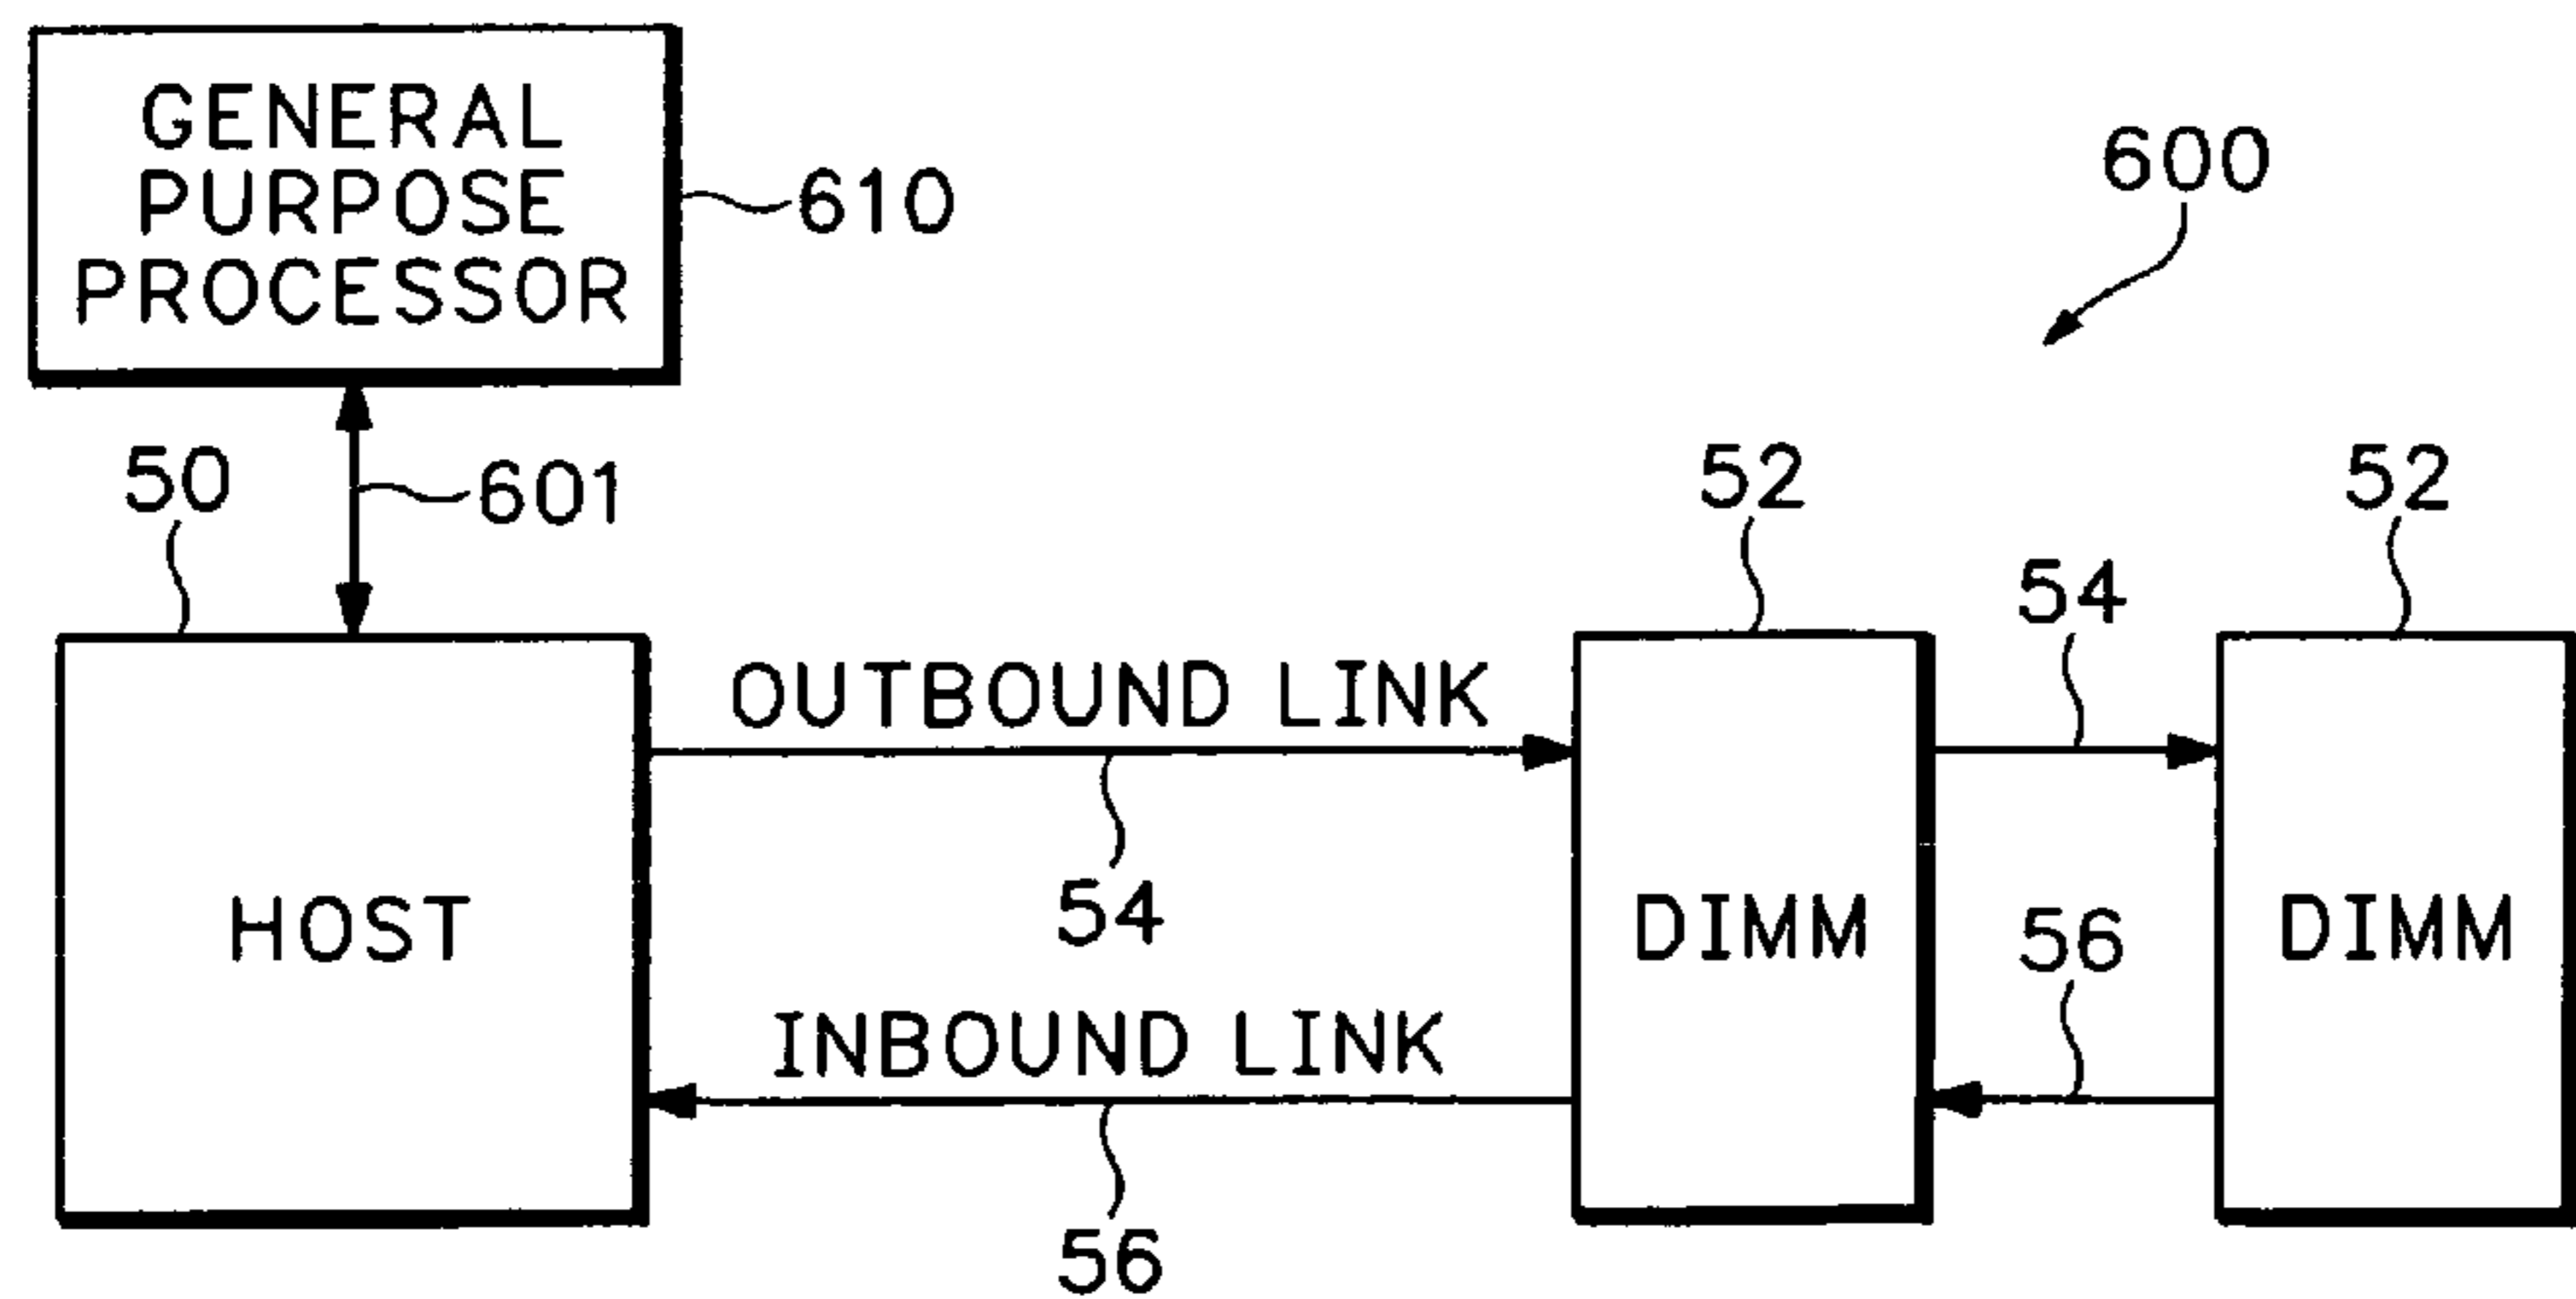 GENERAL
PURPOSE
PROCESSOR
610
600
50
601
52
52
54
OUTBOUND LINK
54
HOST
DIMM
DIMM
56
INBOUND LINK
56